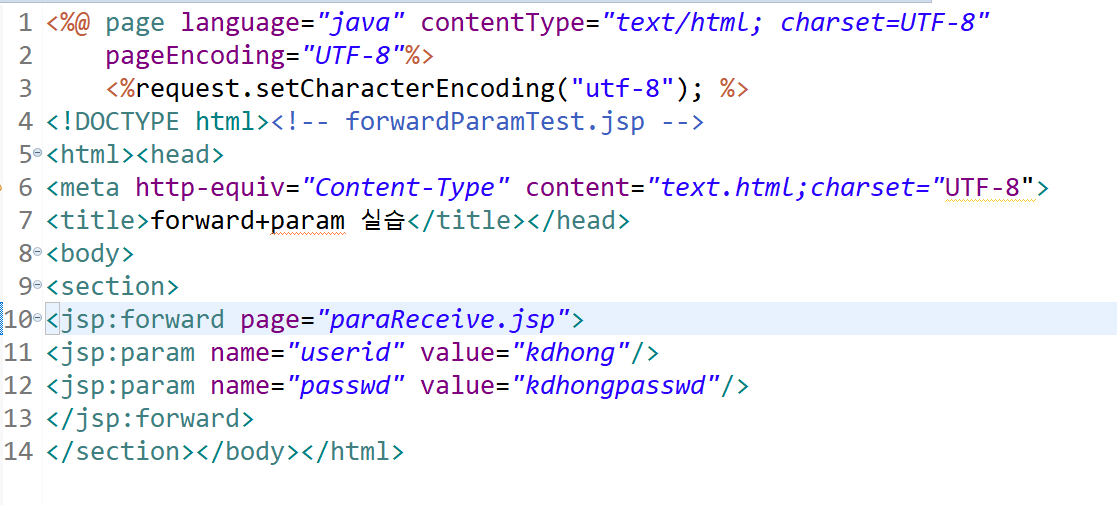 1 <%@ page language="java" contentType="text/html; charset=UTF-8"
2     pageEncoding="UTF-8"%>
3     <%request.setCharacterEncoding("utf-8"); %>
4 <!DOCTYPE html><!-- forwardParamTest.jsp -->
5 <html><head>
6 <meta http-equiv="Content-Type" content="text.html;charset="UTF-8">
7 <title>forward+param 실습</title></head>
8 <body>
9 <section>
10 <jsp:forward page="paraReceive.jsp">
11 <jsp:param name="userid" value="kdhong"/>
12 <jsp:param name="passwd" value="kdhongpasswd"/>
13 </jsp:forward>
14 </section></body></html>